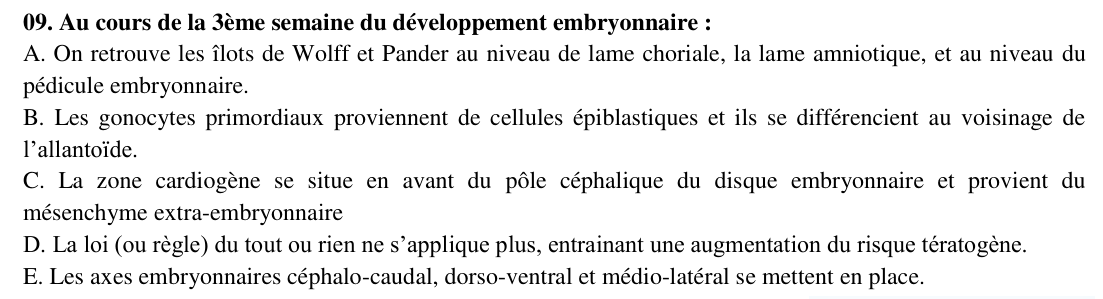 09. Au cours de la 3ème semaine du développement embryonnaire :
A. On retrouve les îlots de Wolff et Pander au niveau de lame choriale, la lame amniotique, et au niveau du
pédicule embryonnaire.
B. Les gonocytes primordiaux proviennent de cellules épiblastiques et ils se différencient au voisinage de
l’allantoïde.
C. La zone cardiogène se situe en avant du pôle céphalique du disque embryonnaire et provient du
mésenchyme extra-embryonnaire
D. La loi (ou règle) du tout ou rien ne s’applique plus, entrainant une augmentation du risque tératogène.
E. Les axes embryonnaires céphalo-caudal, dorso-ventral et médio-latéral se mettent en place.